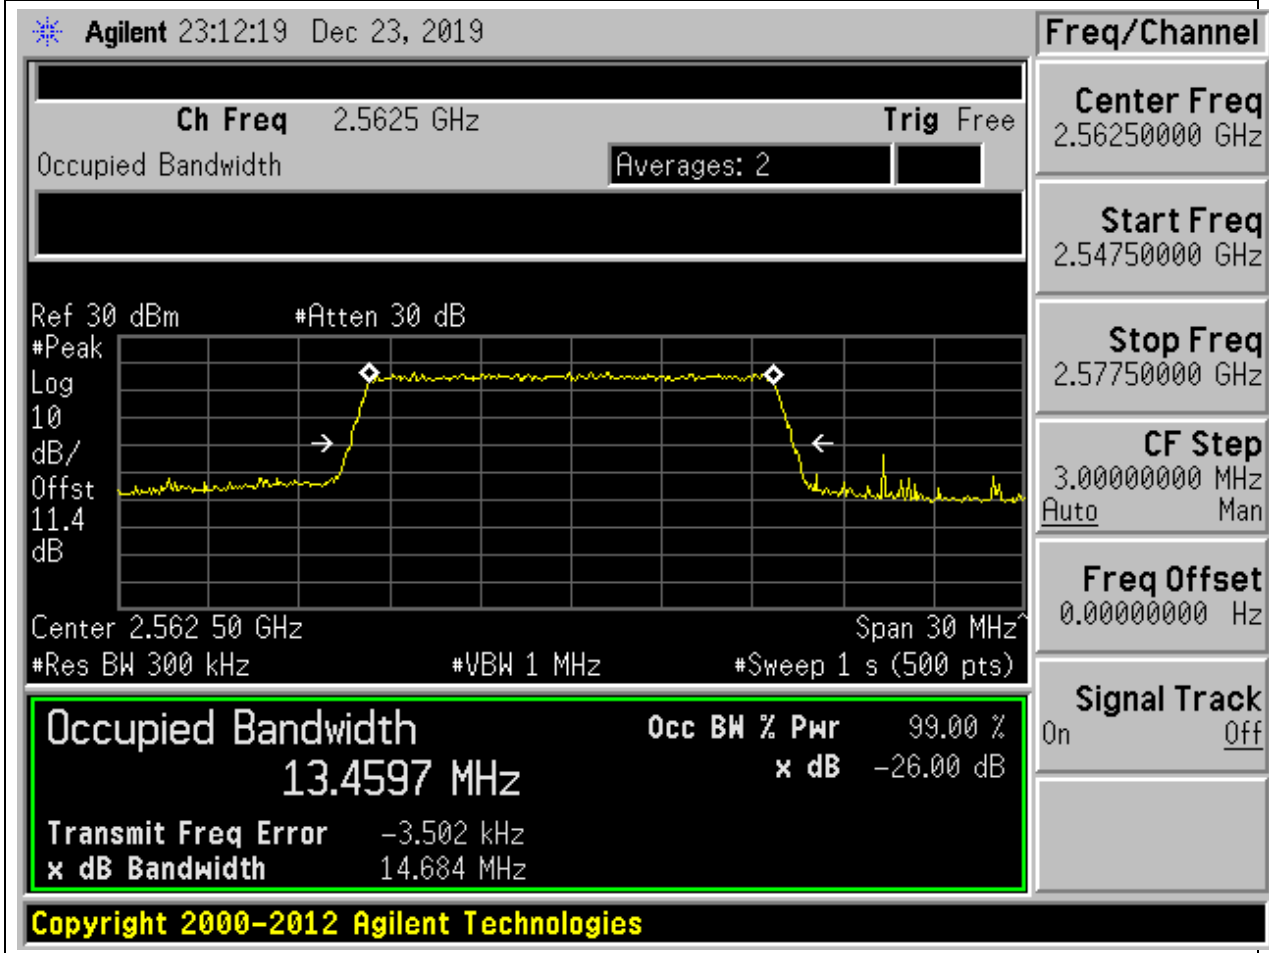 Agilent 23:12:19 Dec 23, 2019
Freq/Channel
Ch Freq 2.5625 GHz Trig Free
Occupied Bandwidth Averages: 2
Ref 30 dBm #Atten 30 dB
#Peak
Log
10
dB/
Offst
11.4
dB
Center 2.562 50 GHz Span 30 MHz^
#Res BW 300 kHz #VBW 1 MHz #Sweep 1 s (500 pts)
Occupied Bandwidth Occ BW % Pwr 99.00 %
13.4597 MHz x dB -26.00 dB
Transmit Freq Error -3.502 kHz
x dB Bandwidth 14.684 MHz
Center Freq
2.56250000 GHz
Start Freq
2.54750000 GHz
Stop Freq
2.57750000 GHz
CF Step
3.00000000 MHz
Auto Man
Freq Offset
0.00000000 Hz
Signal Track
On Off
Copyright 2000-2012 Agilent Technologies